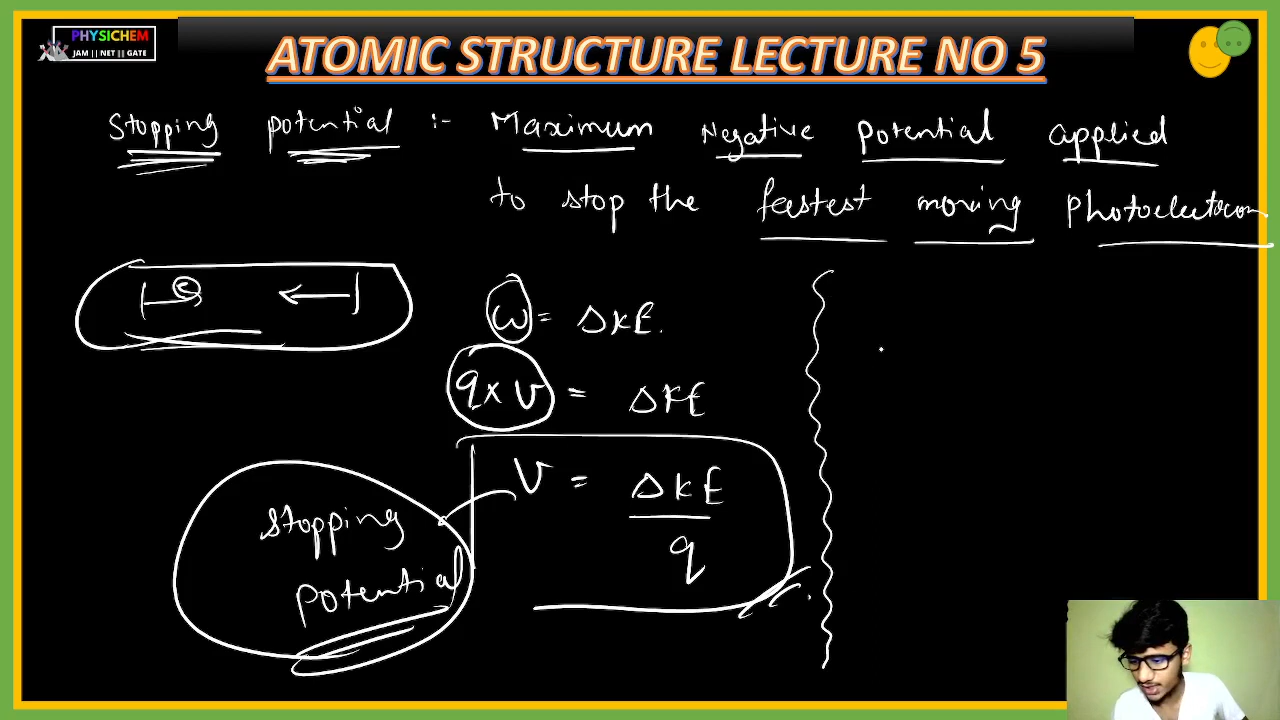 PHYSICHEM
JAM || NET || GATE
ATOMIC STRUCTURE LECTURE NO 5
Stopping potential :- Maximum Negative Potential applied
to stop the fastest moving
e
ω = ΔKE.
q x V = ΔKE
V = ΔKE
q
stopping
potential